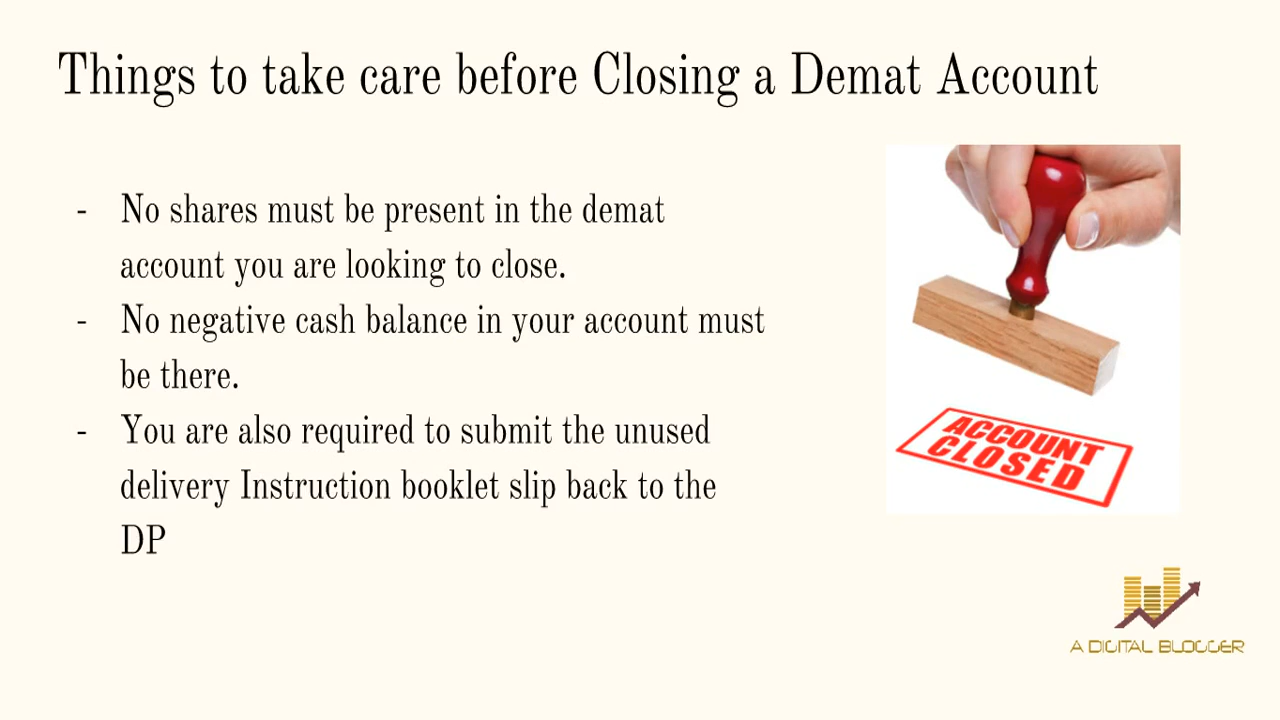 Things to take care before Closing a Demat Account
- No shares must be present in the demat
account you are looking to close.
- No negative cash balance in your account must
be there.
- You are also required to submit the unused
delivery Instruction booklet slip back to the
DP
ACCOUNT
CLOSED
A DIGITAL BLOGGER